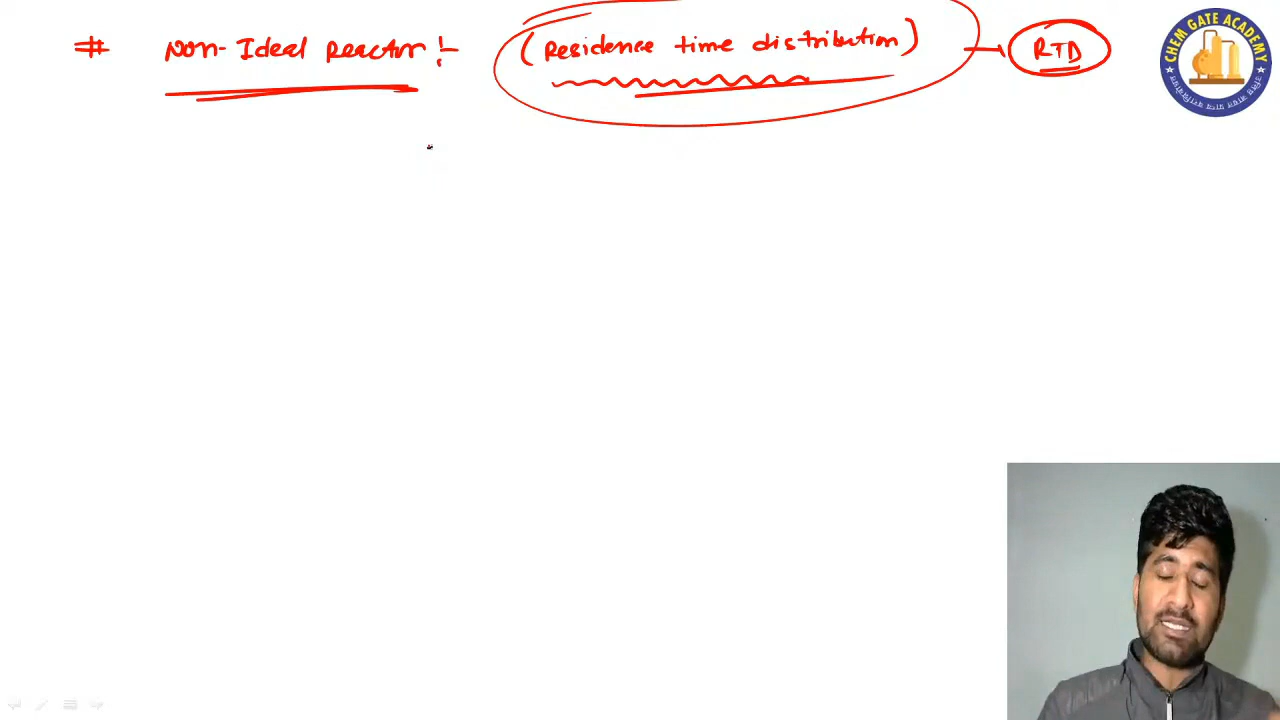 # Non-Ideal Reactor :- (Residence time distribution) → RTD
CHEM GATE ACADEMY